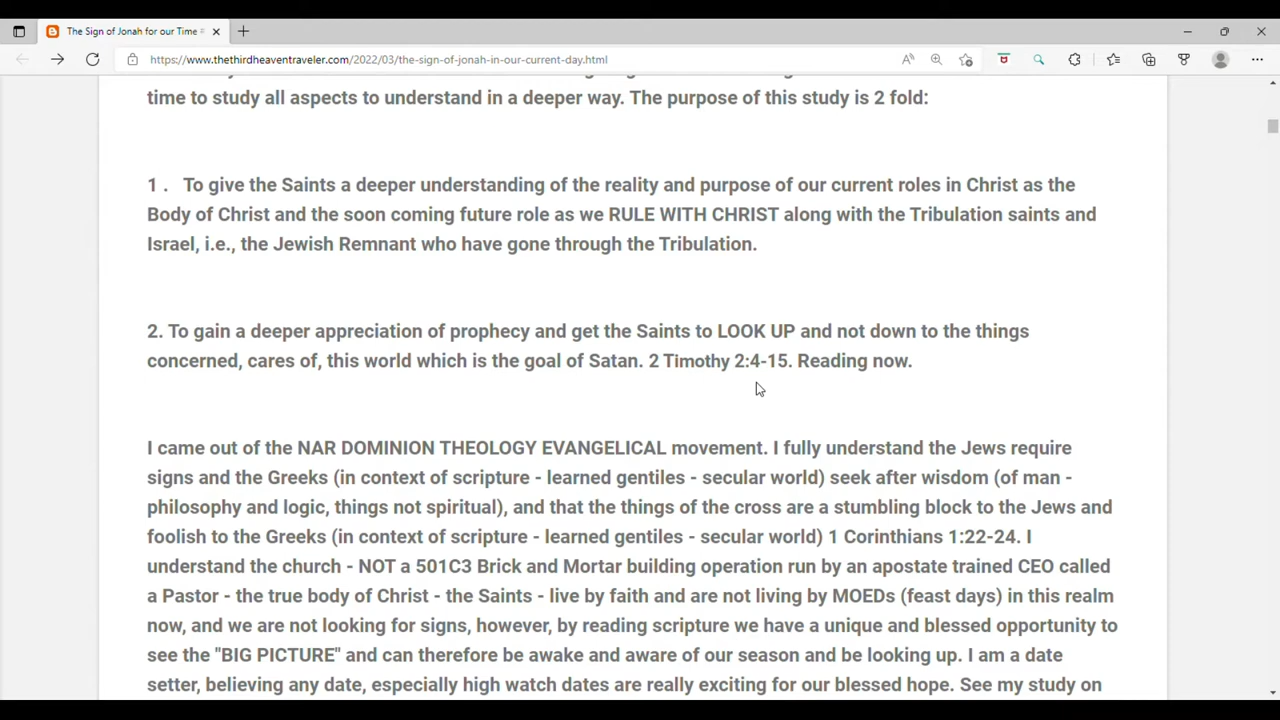 The Sign of Jonah for our Time
https://www.thethirdheaventraveler.com/2022/03/the-sign-of-jonah-in-our-current-day.html
time to study all aspects to understand in a deeper way. The purpose of this study is 2 fold:
1 . To give the Saints a deeper understanding of the reality and purpose of our current roles in Christ as the
Body of Christ and the soon coming future role as we RULE WITH CHRIST along with the Tribulation saints and
Israel, i.e., the Jewish Remnant who have gone through the Tribulation.
2. To gain a deeper appreciation of prophecy and get the Saints to LOOK UP and not down to the things
concerned, cares of, this world which is the goal of Satan. 2 Timothy 2:4-15. Reading now.
I came out of the NAR DOMINION THEOLOGY EVANGELICAL movement. I fully understand the Jews require
signs and the Greeks (in context of scripture - learned gentiles - secular world) seek after wisdom (of man -
philosophy and logic, things not spiritual), and that the things of the cross are a stumbling block to the Jews and
foolish to the Greeks (in context of scripture - learned gentiles - secular world) 1 Corinthians 1:22-24. I
understand the church - NOT a 501C3 Brick and Mortar building operation run by an apostate trained CEO called
a Pastor - the true body of Christ - the Saints - live by faith and are not living by MOEDs (feast days) in this realm
now, and we are not looking for signs, however, by reading scripture we have a unique and blessed opportunity to
see the "BIG PICTURE" and can therefore be awake and aware of our season and be looking up. I am a date
setter, believing any date, especially high watch dates are really exciting for our blessed hope. See my study on